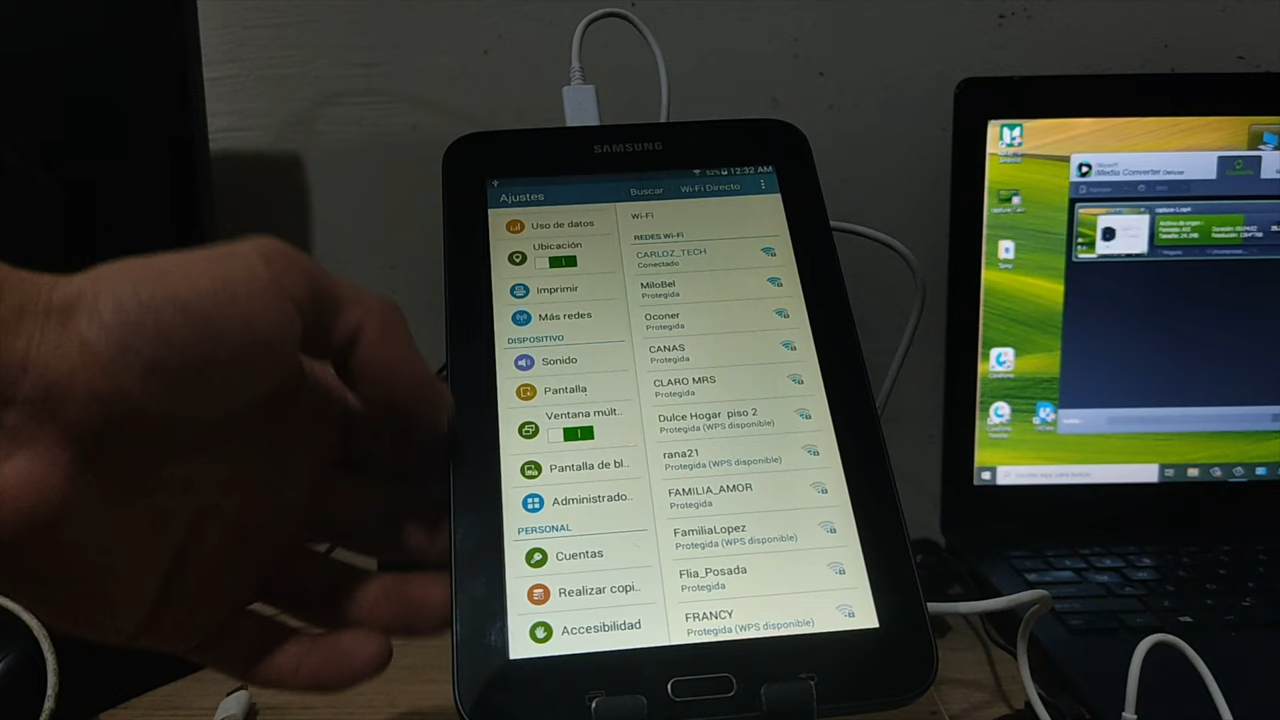 SAMSUNG
52% 12:32 AM
Ajustes
Buscar
Wi-Fi Directo
Uso de datos
Ubicación
Imprimir
Más redes
DISPOSITIVO
Sonido
Pantalla
Ventana múlt..
Pantalla de bl..
Administrado..
PERSONAL
Cuentas
Realizar copi..
Accesibilidad
Wi-Fi
REDES Wi-Fi
CARLOZ_TECH
Conectado
MiloBel
Protegida
Oconer
Protegida
CANAS
Protegida
CLARO MRS
Protegida
Dulce Hogar piso 2
Protegida (WPS disponible)
rana21
Protegida (WPS disponible)
FAMILIA_AMOR
Protegida
FamiliaLopez
Protegida (WPS disponible)
Flia_Posada
Protegida
FRANCY
Protegida (WPS disponible)
iMedia Converter Deluxe